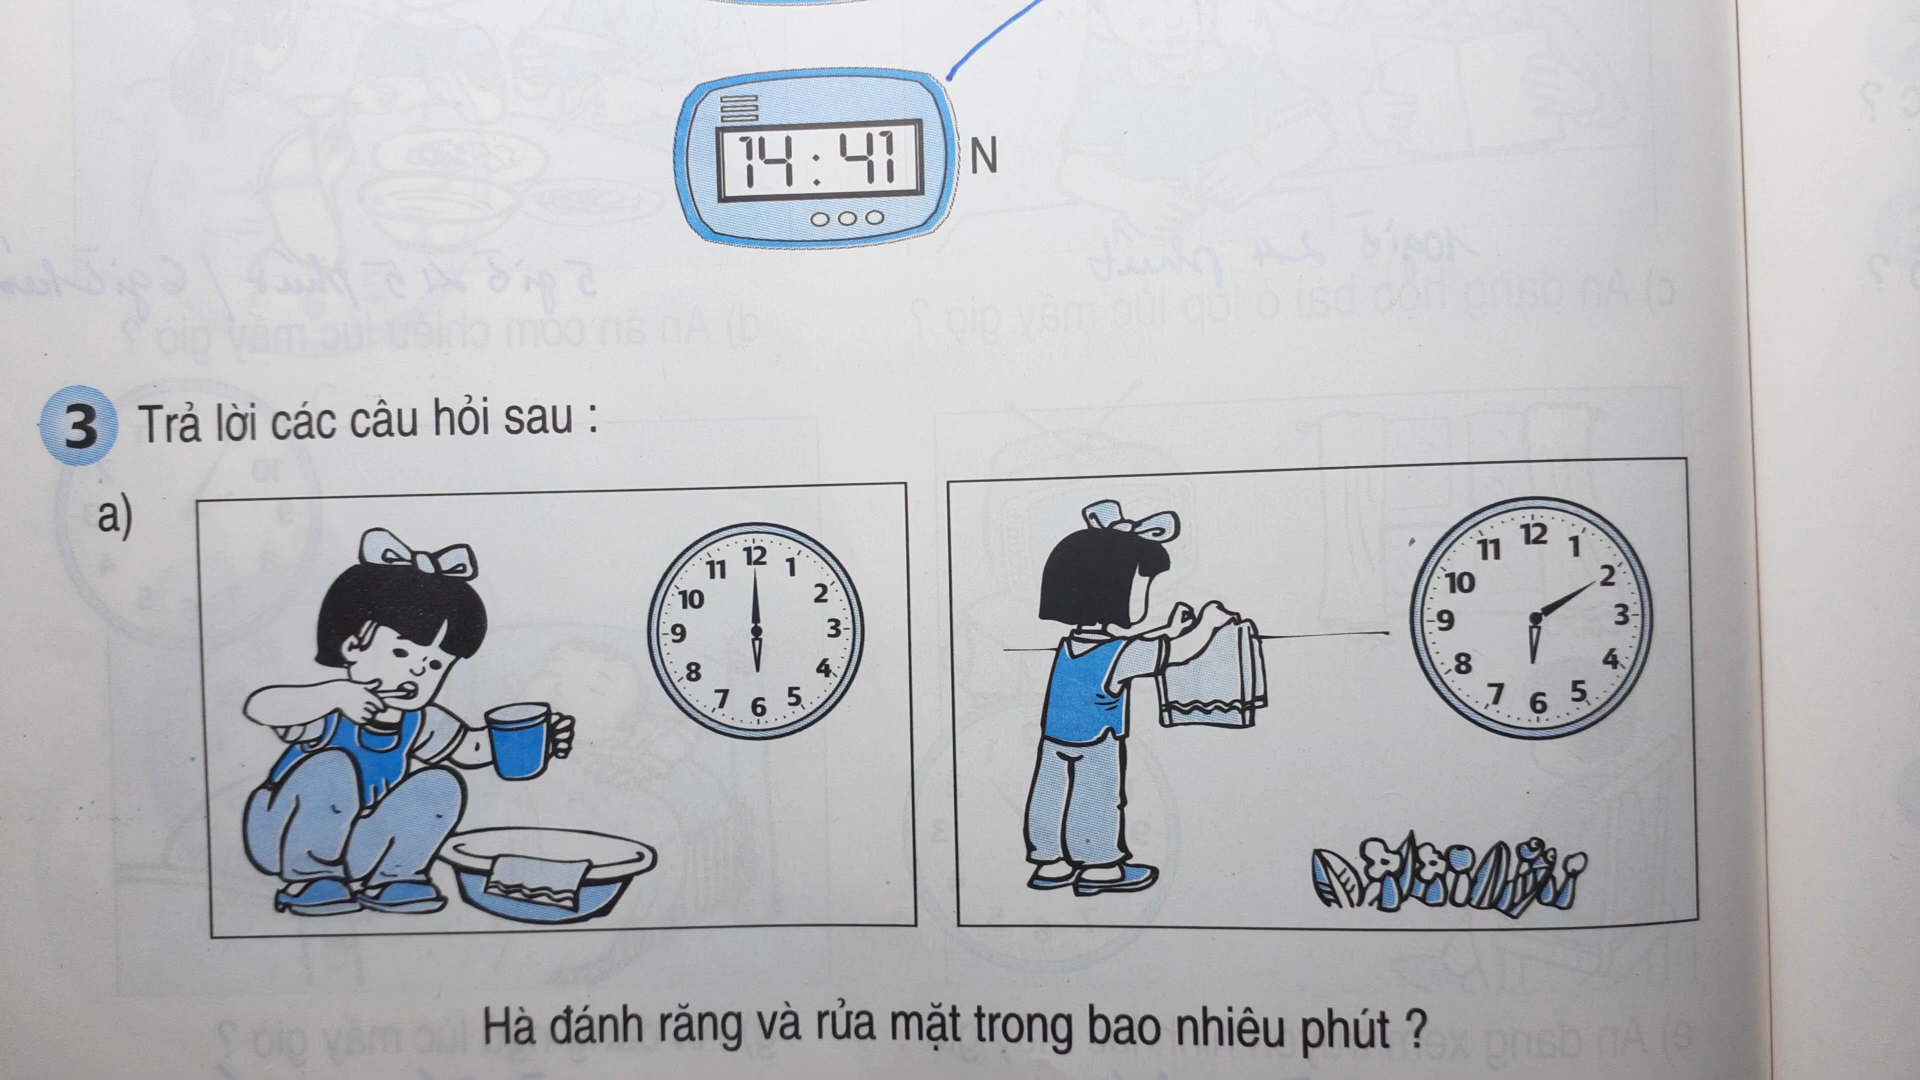 14:41
N
3 Trả lời các câu hỏi sau :
a)
12 1 2 3 4 5 6 7 8 9 10 11
12 1 2 3 4 5 6 7 8 9 10 11
Hà đánh răng và rửa mặt trong bao nhiêu phút ?